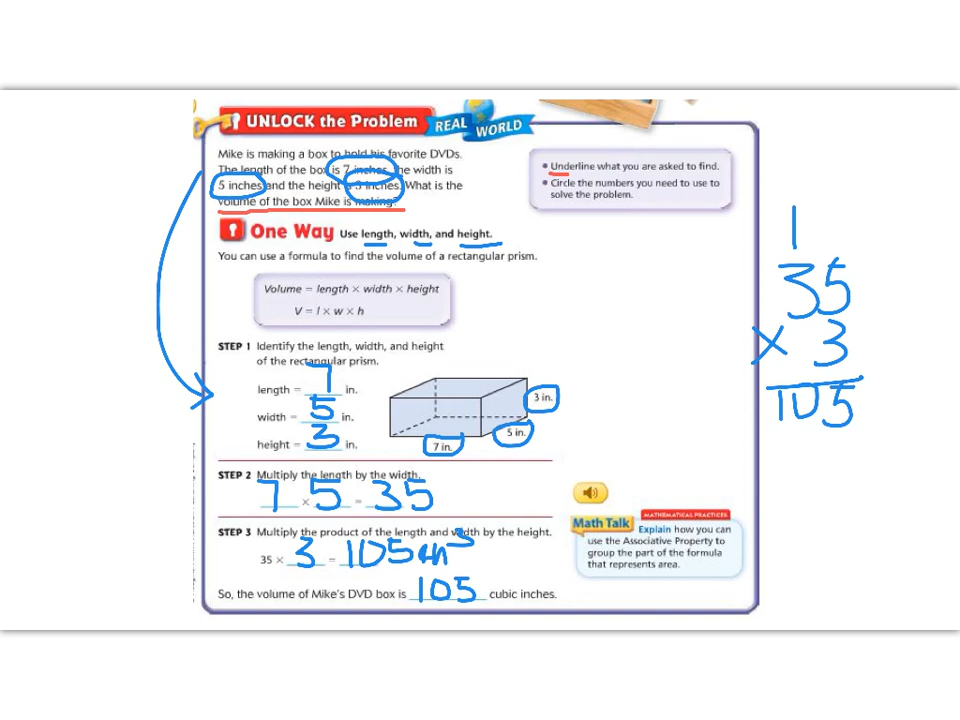 UNLOCK the Problem REAL WORLD
Mike is making a box to hold his favorite DVDs.
The length of the box is 7 inches, the width is
5 inches and the height is 3 inches. What is the
volume of the box Mike is making?
• Underline what you are asked to find.
• Circle the numbers you need to use to
solve the problem.
One Way Use length, width, and height.
You can use a formula to find the volume of a rectangular prism.
Volume = length × width × height
V = l × w × h
STEP 1 Identify the length, width, and height
of the rectangular prism.
length = 7 in.
width = 5 in.
height = 3 in.
3 in.
5 in.
7 in.
STEP 2 Multiply the length by the width.
7 × 5 = 35
STEP 3 Multiply the product of the length and width by the height.
35 × 3 = 105 in³
So, the volume of Mike's DVD box is 105 cubic inches.
Math Talk
MATHEMATICAL PRACTICES
Explain how you can
use the Associative Property to
group the part of the formula
that represents area.
1
35
× 3
105